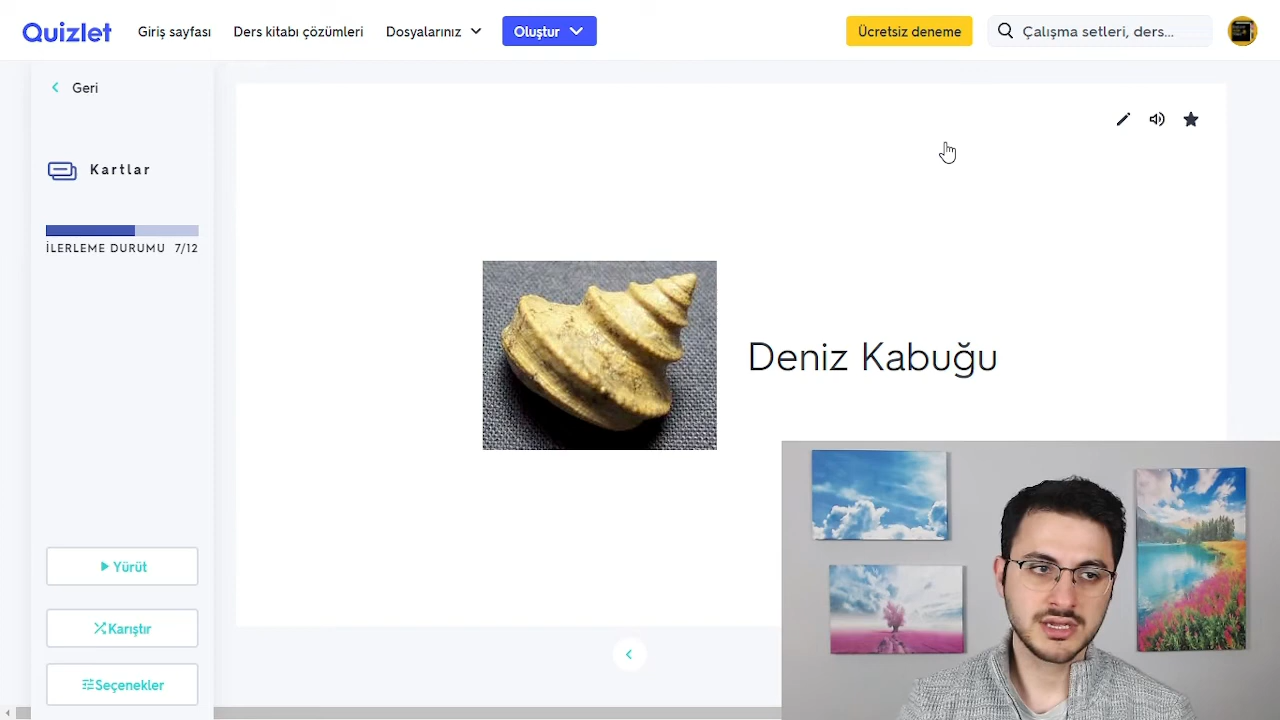 Quizlet
Giriş sayfası
Ders kitabı çözümleri
Dosyalarınız
Oluştur
Ücretsiz deneme
Çalışma setleri, ders...
Geri
Kartlar
İLERLEME DURUMU 7/12
Deniz Kabuğu
Yürüt
Karıştır
Seçenekler